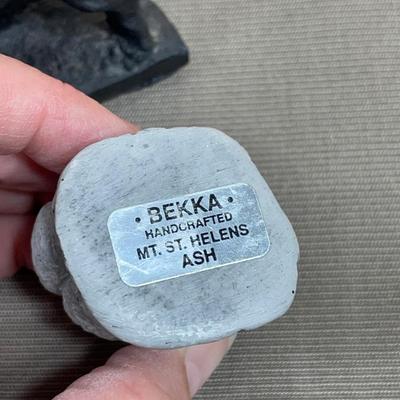 • BEKKA •
HANDCRAFTED
MT. ST. HELENS
ASH